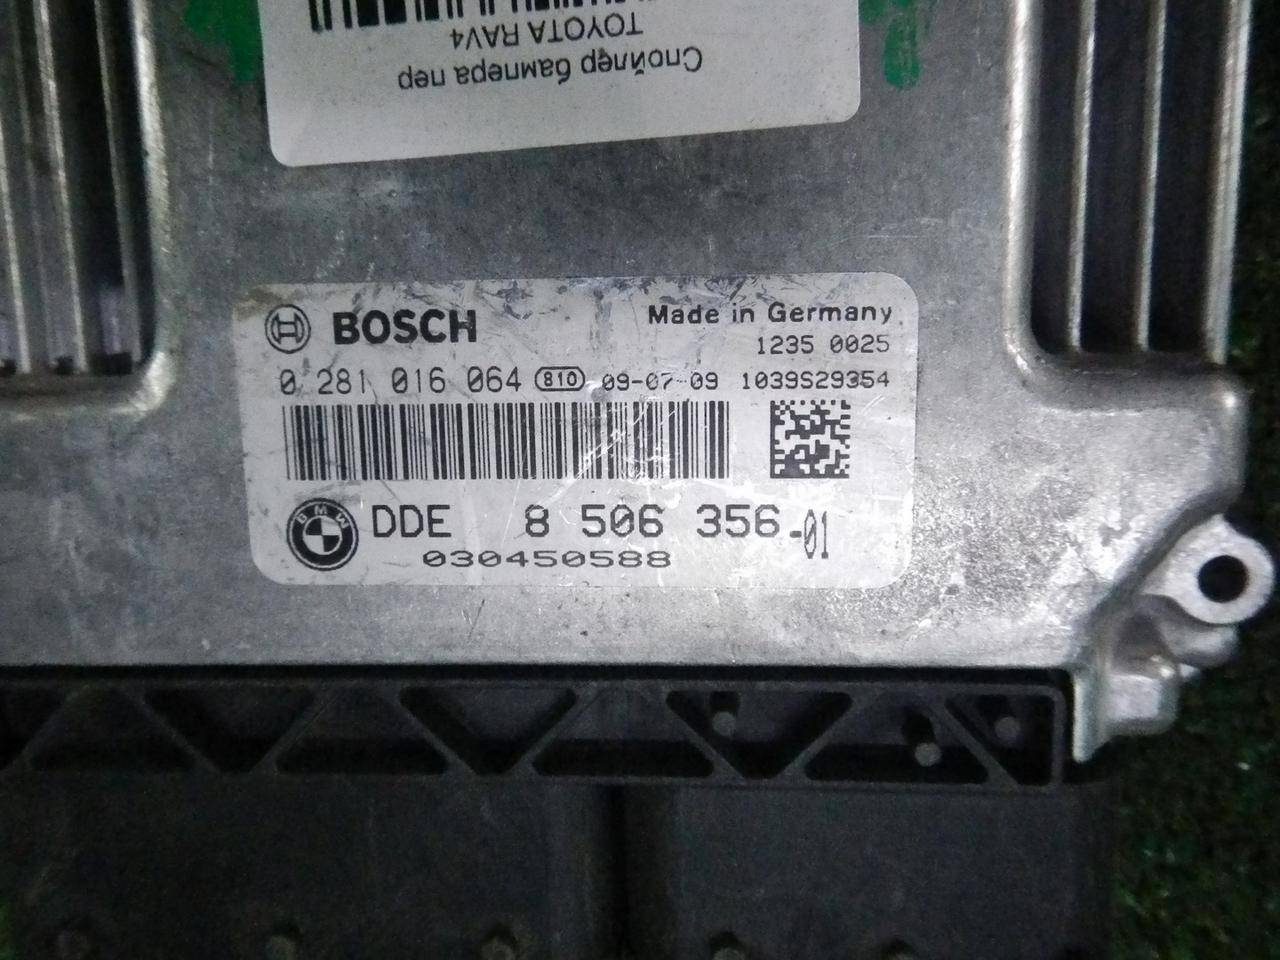 TOYOTA RAV4
Спойлер бампера пер
BOSCH
Made in Germany
1235 0025
0 281 016 064 810 09-07-09 1039S29354
BMW
DDE 8 506 356-01
030450588